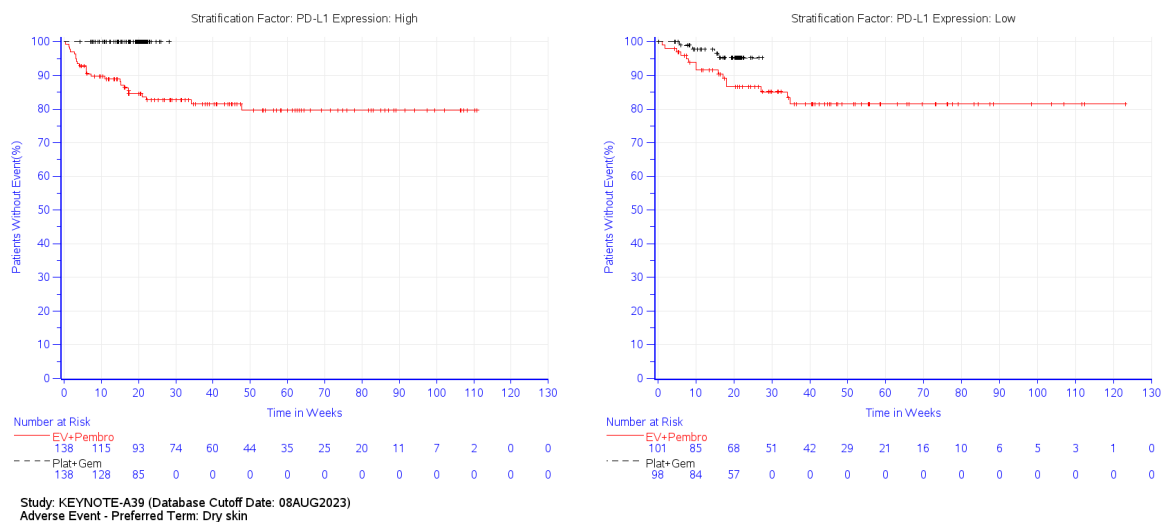 Stratification Factor: PD-L1 Expression: High
Patients Without Event(%)
100
90
80
70
60
50
40
30
20
10
0
0 10 20 30 40 50 60 70 80 90 100 110 120 130
Time in Weeks
Number at Risk
EV+Pembro
138 115 93 74 60 44 35 25 20 11 7 2 0 0
Plat+Gem
138 128 85 0 0 0 0 0 0 0 0 0 0 0
Stratification Factor: PD-L1 Expression: Low
Patients Without Event(%)
100
90
80
70
60
50
40
30
20
10
0
0 10 20 30 40 50 60 70 80 90 100 110 120 130
Time in Weeks
Number at Risk
EV+Pembro
101 85 68 51 42 29 21 16 10 6 5 3 1 0
Plat+Gem
98 84 57 0 0 0 0 0 0 0 0 0 0 0
Study: KEYNOTE-A39 (Database Cutoff Date: 08AUG2023)
Adverse Event - Preferred Term: Dry skin